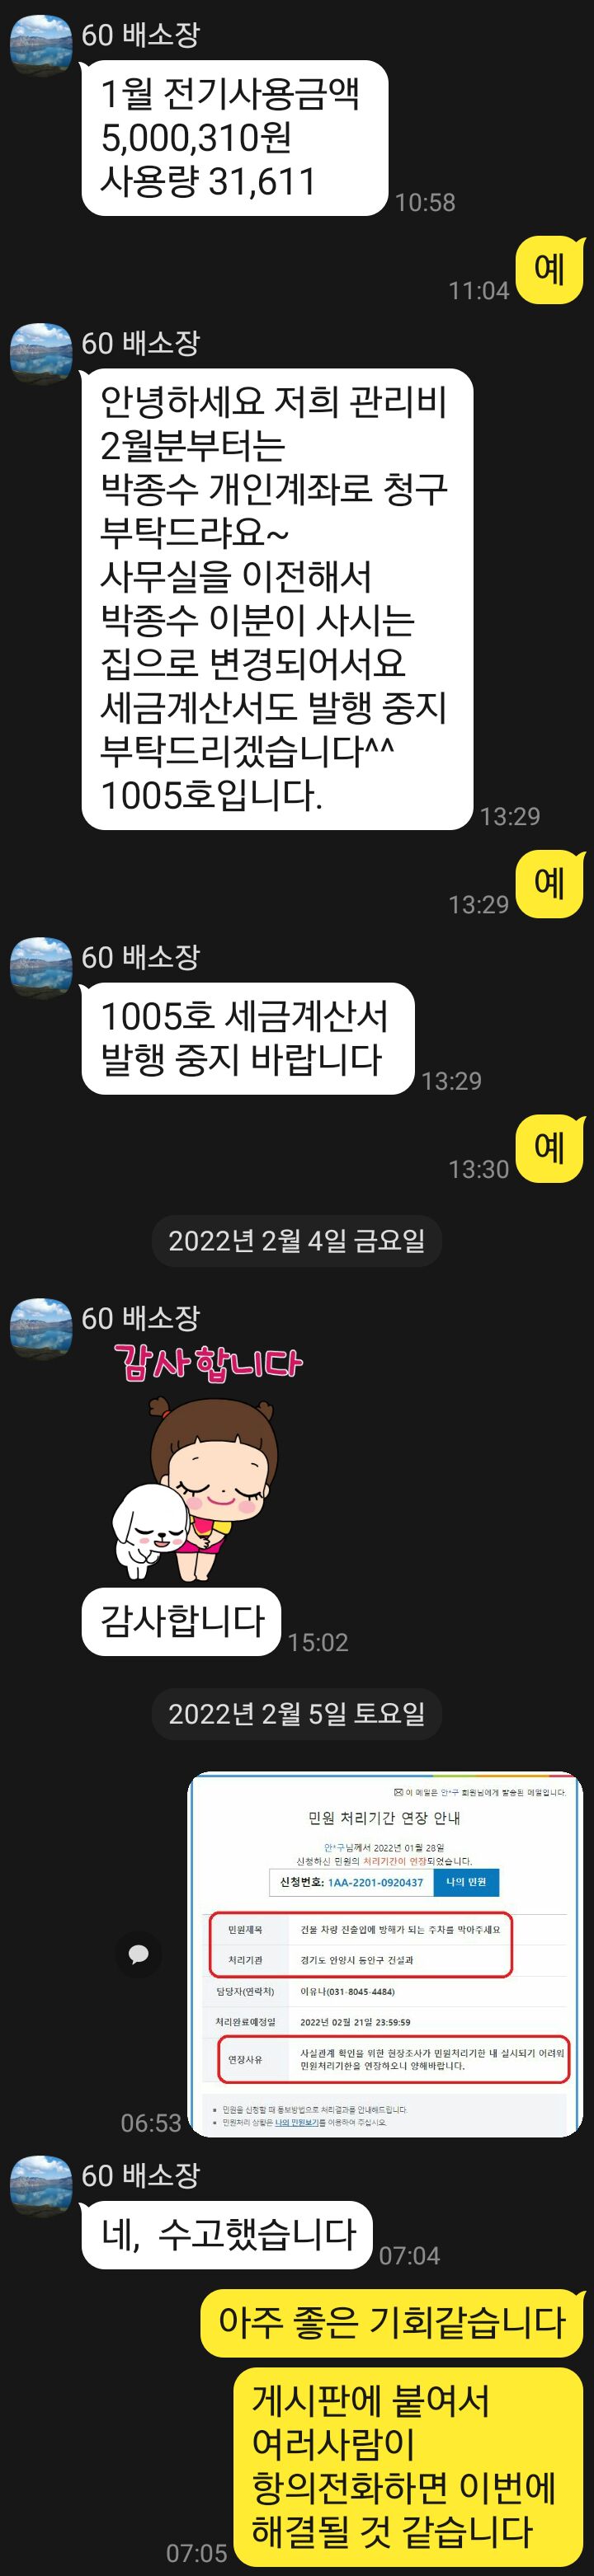 60 배소장
1월 전기사용금액
5,000,310원
사용량 31,611
10:58
예
11:04
60 배소장
안녕하세요 저희 관리비
2월분부터는
박종수 개인계좌로 청구
부탁드랴요~
사무실을 이전해서
박종수 이분이 사시는
집으로 변경되어서요
세금계산서도 발행 중지
부탁드리겠습니다^^
1005호입니다.
13:29
예
13:29
60 배소장
1005호 세금계산서
발행 중지 바랍니다
13:29
예
13:30
2022년 2월 4일 금요일
60 배소장
감사합니다
감사합니다
15:02
2022년 2월 5일 토요일
이 메일은 안*구 회원님에게 발송된 메일입니다.
민원 처리기간 연장 안내
안*구님께서 2022년 01월 28일
신청하신 민원의 처리기간이 연장되었습니다.
신청번호: 1AA-2201-0920437 나의 민원
민원제목 건물 차량 진출입에 방해가 되는 주차를 막아주세요
처리기관 경기도 안양시 동안구 건설과
담당자(연락처) 이유나(031-8045-4484)
처리완료예정일 2022년 02월 21일 23:59:59
연장사유 사실관계 확인을 위한 현장조사가 민원처리기한 내 실시되기 어려워
민원처리기한을 연장하오니 양해바랍니다.
민원을 신청할 때 통보방법으로 처리결과를 안내해드립니다.
민원처리 상황은 나의 민원보기를 이용하여 주십시오.
06:53
60 배소장
네, 수고했습니다
07:04
아주 좋은 기회같습니다
게시판에 붙여서
여러사람이
항의전화하면 이번에
해결될 것 같습니다
07:05